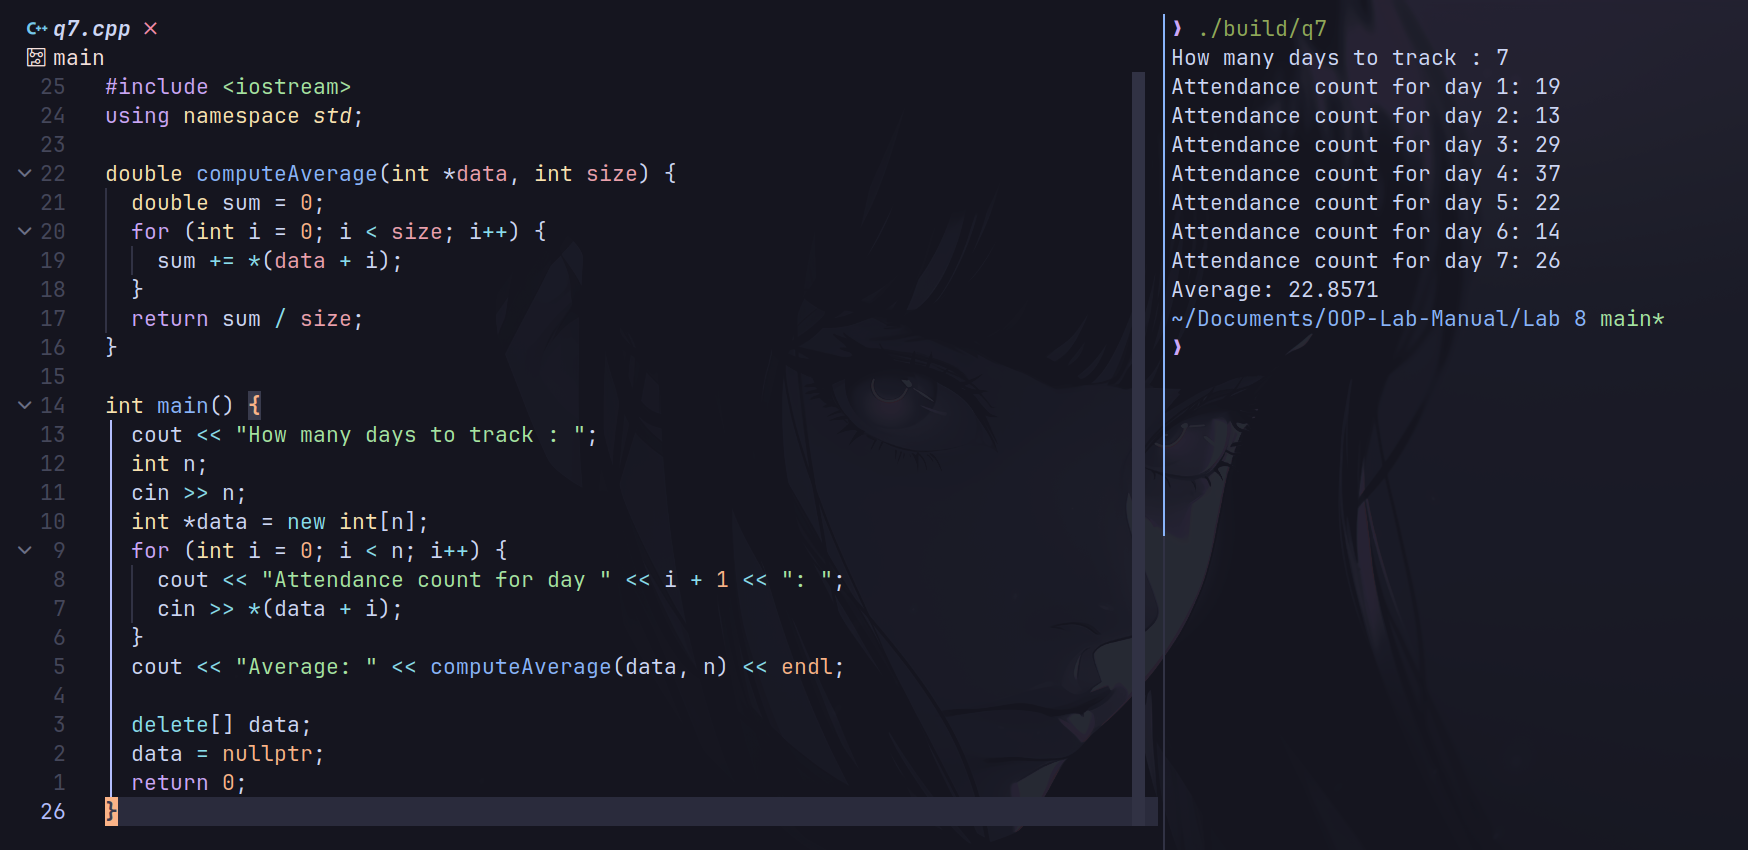 C++ q7.cpp ×
main
25 #include <iostream>
24 using namespace std;
23
22 double computeAverage(int *data, int size) {
21   double sum = 0;
20   for (int i = 0; i < size; i++) {
19     sum += *(data + i);
18   }
17   return sum / size;
16 }
15
14 int main() {
13   cout << "How many days to track : ";
12   int n;
11   cin >> n;
10   int *data = new int[n];
9   for (int i = 0; i < n; i++) {
8     cout << "Attendance count for day " << i + 1 << ": ";
7     cin >> *(data + i);
6   }
5   cout << "Average: " << computeAverage(data, n) << endl;
4
3   delete[] data;
2   data = nullptr;
1   return 0;
26 }
❱ ./build/q7
How many days to track : 7
Attendance count for day 1: 19
Attendance count for day 2: 13
Attendance count for day 3: 29
Attendance count for day 4: 37
Attendance count for day 5: 22
Attendance count for day 6: 14
Attendance count for day 7: 26
Average: 22.8571
~/Documents/OOP-Lab-Manual/Lab 8 main*
❱